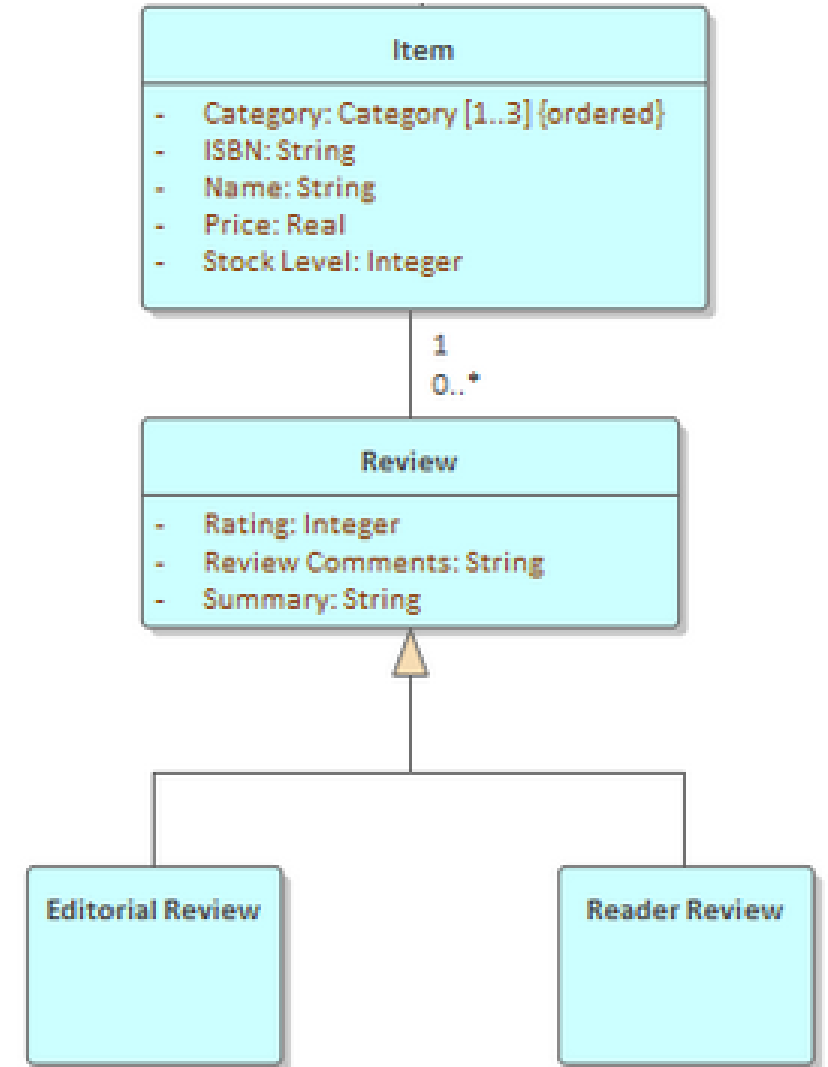 Item
- Category: Category [1..3] {ordered}
- ISBN: String
- Name: String
- Price: Real
- Stock Level: Integer
1
0..*
Review
- Rating: Integer
- Review Comments: String
- Summary: String
Editorial Review
Reader Review